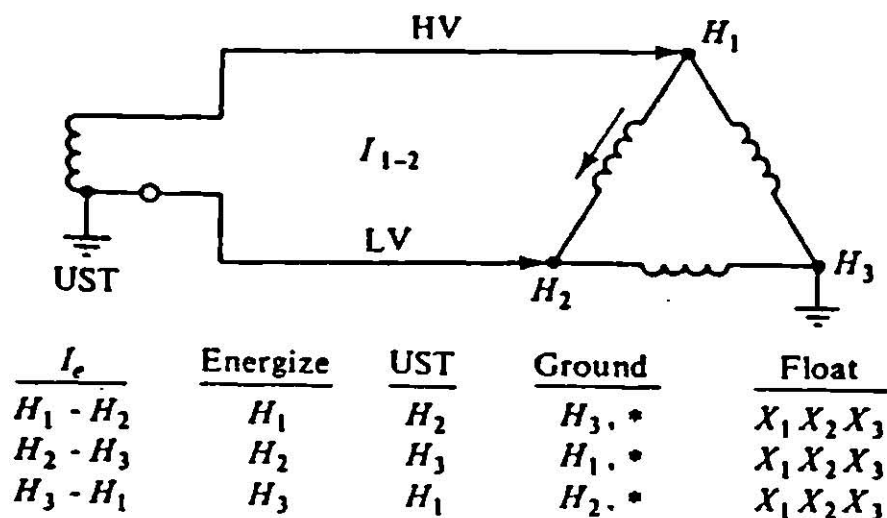 HV
H₁
I₁₋₂
LV
UST
H₂
H₃
Iₑ Energize UST Ground Float
H₁ - H₂ H₁ H₂ H₃, * X₁ X₂ X₃
H₂ - H₃ H₂ H₃ H₁, * X₁ X₂ X₃
H₃ - H₁ H₃ H₁ H₂, * X₁ X₂ X₃